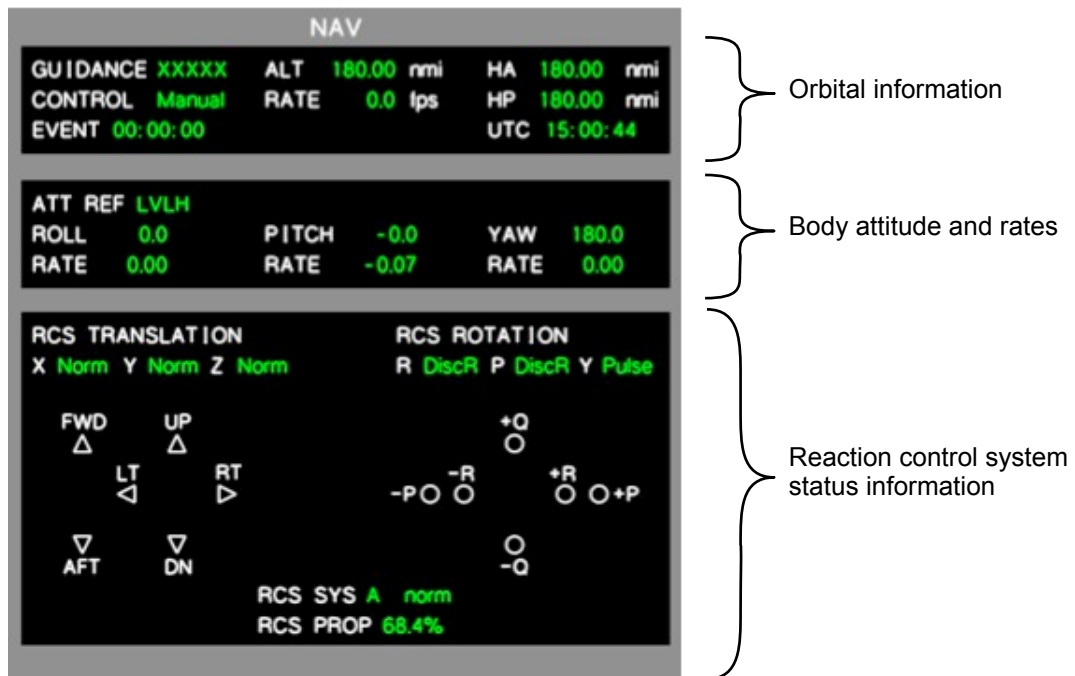 NAV
GUIDANCE XXXXX ALT 180.00 nmi HA 180.00 nmi
CONTROL Manual RATE 0.0 fps HP 180.00 nmi
EVENT 00:00:00 UTC 15:00:44
Orbital information
ATT REF LVLH
ROLL 0.0 PITCH -0.0 YAW 180.0
RATE 0.00 RATE -0.07 RATE 0.00
Body attitude and rates
RCS TRANSLATION RCS ROTATION
X Norm Y Norm Z Norm R DiscR P DiscR Y Pulse
FWD UP +Q
LT RT -R +R
-P +P
AFT DN -Q
RCS SYS A norm
RCS PROP 68.4%
Reaction control system
status information